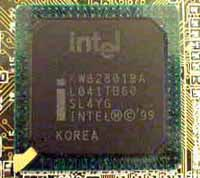 intel
FW82801BA
L041TB60
SL4YG
INTEL®©'99
KOREA